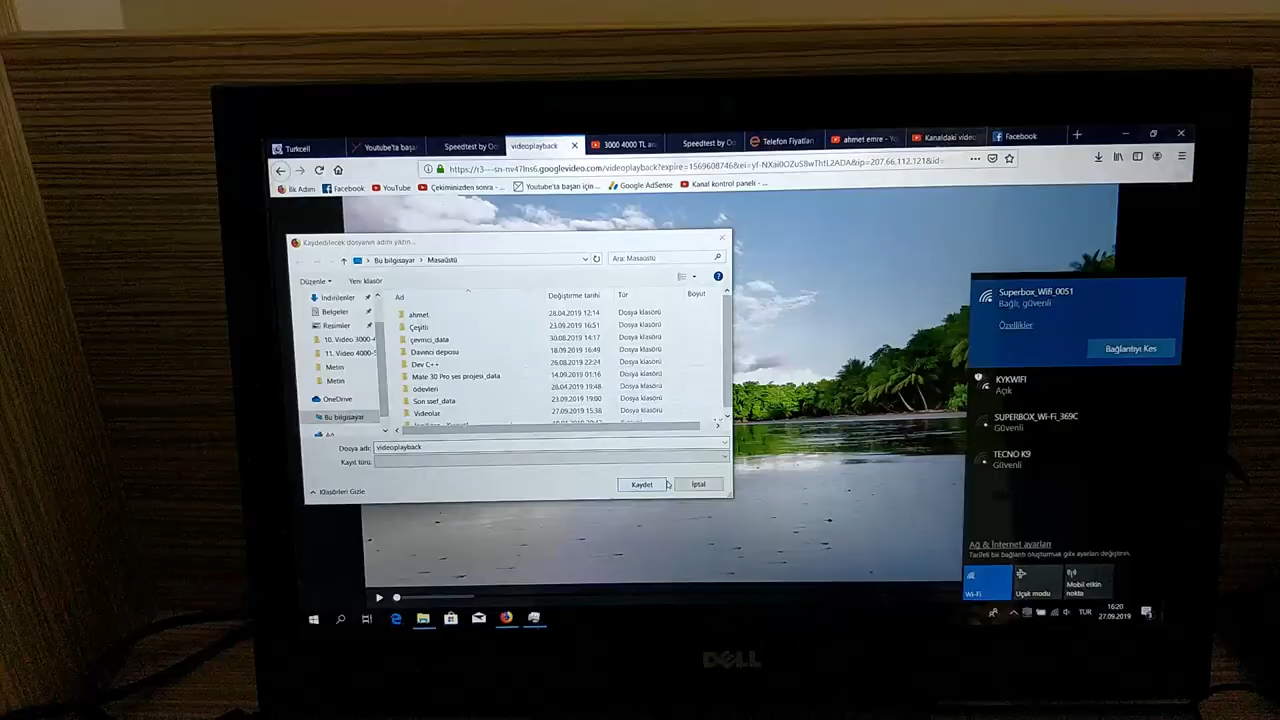 Turkcell
Youtube'ta başa
Speedtest by Oo
videoplayback
3000 4000 TL ara
Speedtest by Oo
Telefon Fiyatları
ahmet emre - Yo
Kanaldaki video
Facebook
https://r3---sn-nv47lns6.googlevideo.com/videoplayback?expire=1569608746&ei=yf-NXai0OZuS8wThtL2ADA&ip=207.66.112.121&id=
İlk Adım
Facebook
YouTube
Çekiminizden sonra - ...
Youtube'ta başarı için ...
Google AdSense
Kanal kontrol paneli - ...
Kaydedilecek dosyanın adını yazın...
Bu bilgisayar > Masaüstü
Ara: Masaüstü
Düzenle
Yeni klasör
Ad
Değiştirme tarihi
Tür
Boyut
İndirilenler
Belgeler
Resimler
10. Video 3000-4
11. Video 4000-5
Metin
Metin
OneDrive
Bu bilgisayar
Ağ
ahmet 28.04.2019 12:14 Dosya klasörü
Çeşitli 23.09.2019 16:51 Dosya klasörü
çevirici_data 30.08.2019 14:17 Dosya klasörü
Davinci deposu 18.09.2019 16:49 Dosya klasörü
Dev C++ 26.08.2019 22:24 Dosya klasörü
Mate 30 Pro ses projesi_data 14.09.2019 01:16 Dosya klasörü
ödevleri 28.04.2019 19:48 Dosya klasörü
Son ssef_data 23.09.2019 19:00 Dosya klasörü
Videolar 27.09.2019 15:38 Dosya klasörü
Dosya adı: videoplayback
Kayıt türü:
Klasörleri Gizle
Kaydet
İptal
Superbox_Wifi_0051
Bağlı, güvenli
Özellikler
Bağlantıyı Kes
KYKWIFI
Açık
SUPERBOX_Wi-Fi_369C
Güvenli
TECNO K9
Güvenli
Ağ & İnternet ayarları
Tarifeli bir bağlantı oluşturmak gibi ayarları değiştirin.
Wi-Fi
Uçak modu
Mobil etkin
nokta
TUR
16:20
27.09.2019
DELL